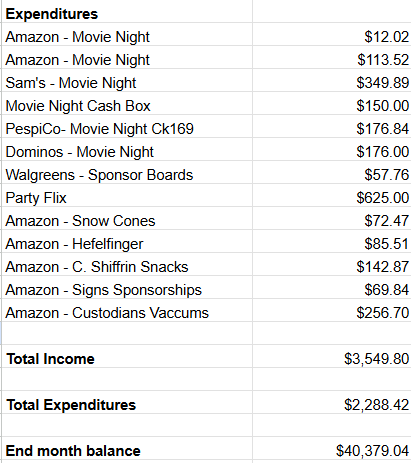 Expenditures
Amazon - Movie Night $12.02
Amazon - Movie Night $113.52
Sam's - Movie Night $349.89
Movie Night Cash Box $150.00
PespiCo- Movie Night Ck169 $176.84
Dominos - Movie Night $176.00
Walgreens - Sponsor Boards $57.76
Party Flix $625.00
Amazon - Snow Cones $72.47
Amazon - Hefelfinger $85.51
Amazon - C. Shiffrin Snacks $142.87
Amazon - Signs Sponsorships $69.84
Amazon - Custodians Vaccums $256.70
Total Income $3,549.80
Total Expenditures $2,288.42
End month balance $40,379.04